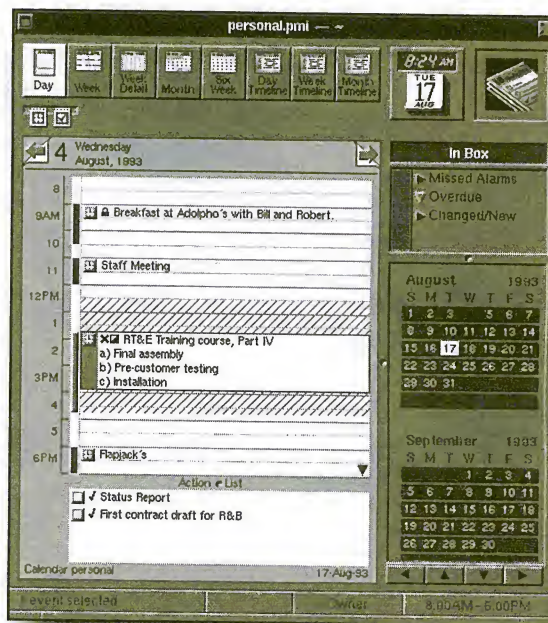 personal.pmi — ~
Day
Week
Week Detail
Month
Six Week
Day Timeline
Week Timeline
Month Timeline
8:24 AM
TUE
17
AUG
4 Wednesday
August, 1993
8
9AM Breakfast at Adolpho's with Bill and Robert.
10
11 Staff Meeting
12PM
1
RT&E Training course, Part IV
2 a) Final assembly
b) Pre-customer testing
3PM c) Installation
4
5
6PM Flapjack's
Action List
Status Report
First contract draft for R&B
Calendar personal 17-Aug-93
In Box
Missed Alarms
Overdue
Changed/New
August 1993
S M T W T F S
1 2 3 5 6 7
8 9 10 11 12 13 14
15 16 17 18 19 20 21
22 23 24 25 26 27 28
29 30 31
September 1993
S M T W T F S
1 2 3 4
5 6 7 8 9 10 11
12 13 14 15 16 17 18
19 20 21 22 23 24 25
26 27 28 29 30
1 event selected Owner 8:00AM-6:00PM